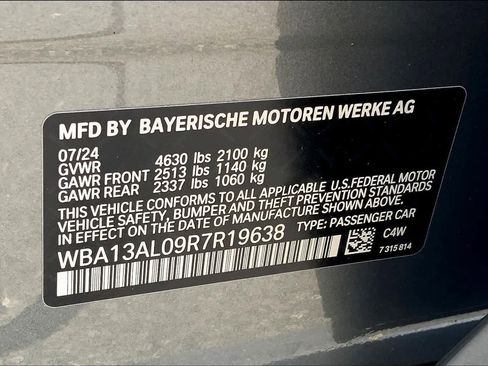 MFD BY BAYERISCHE MOTOREN WERKE AG
07/24
GVWR 4630 lbs 2100 kg
GAWR FRONT 2513 lbs 1140 kg
GAWR REAR 2337 lbs 1060 kg
THIS VEHICLE CONFORMS TO ALL APPLICABLE U.S.FEDERAL MOTOR
VEHICLE SAFETY, BUMPER, AND THEFT PREVENTION STANDARDS
IN EFFECT ON THE DATE OF MANUFACTURE SHOWN ABOVE.
WBA13AL09R7R19638 TYPE: PASSENGER CAR
C4W
7315814